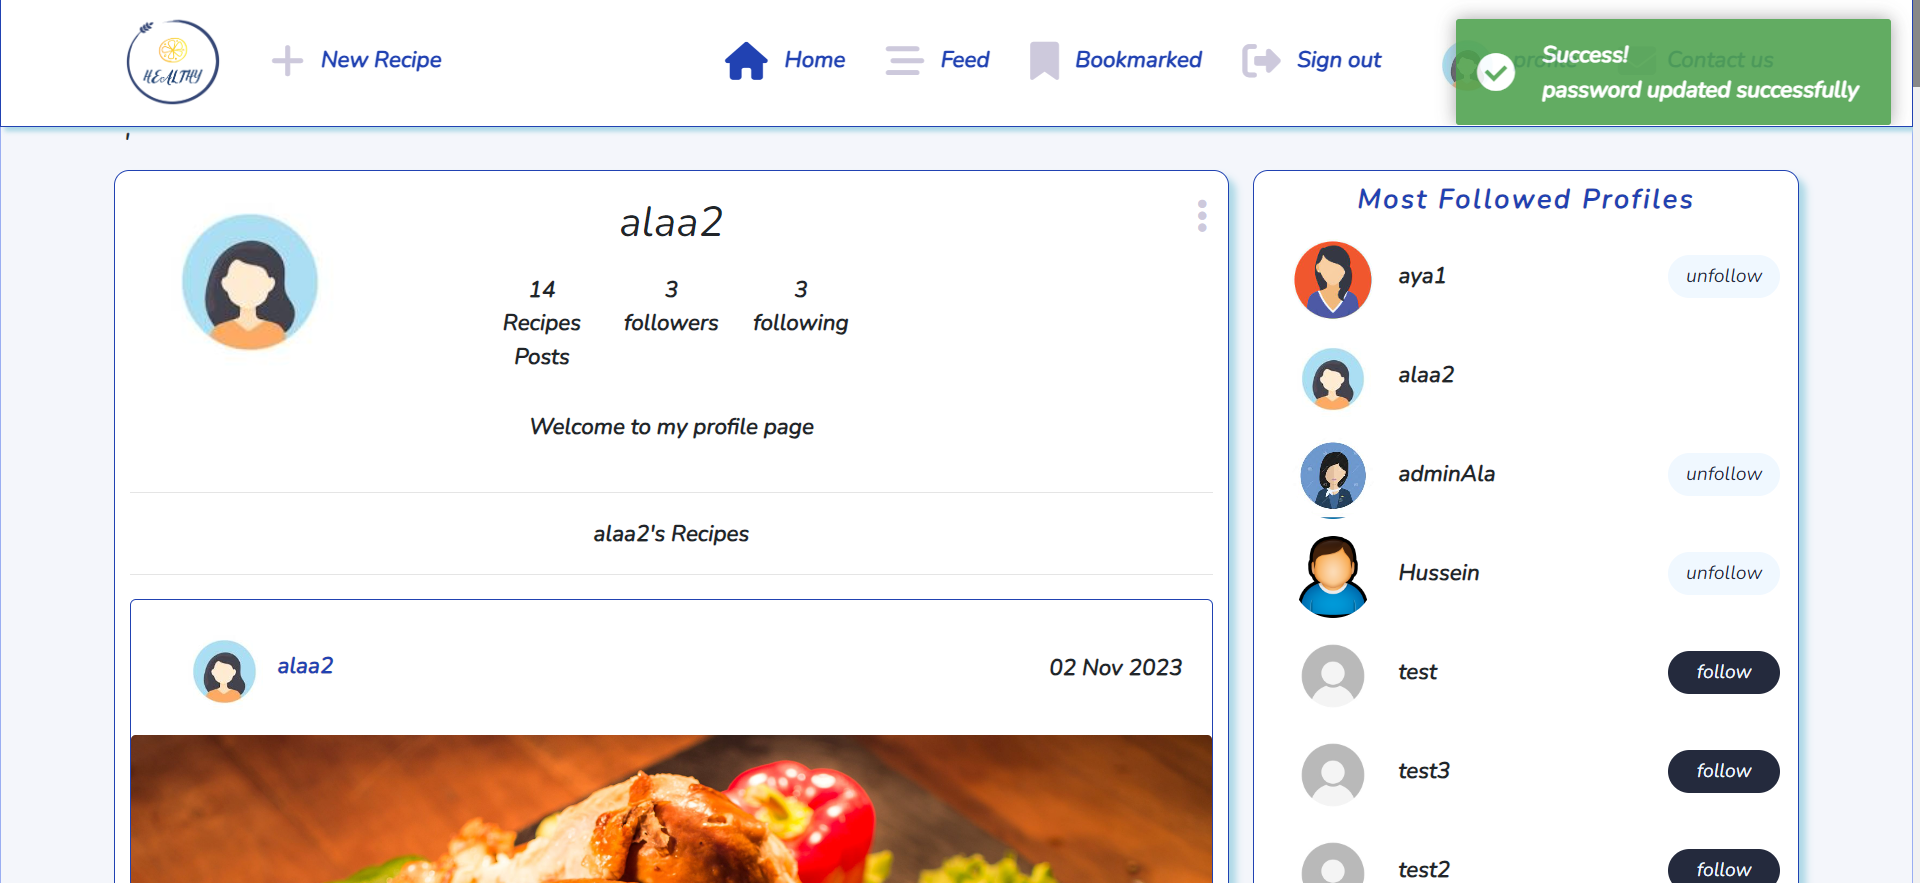 HEALTHY
New Recipe
Home
Feed
Bookmarked
Sign out
profile
Contact us
Success!
password updated successfully
alaa2
14
Recipes
Posts
3
followers
3
following
Welcome to my profile page
alaa2's Recipes
alaa2
02 Nov 2023
Most Followed Profiles
aya1
unfollow
alaa2
adminAla
unfollow
Hussein
unfollow
test
follow
test3
follow
test2
follow